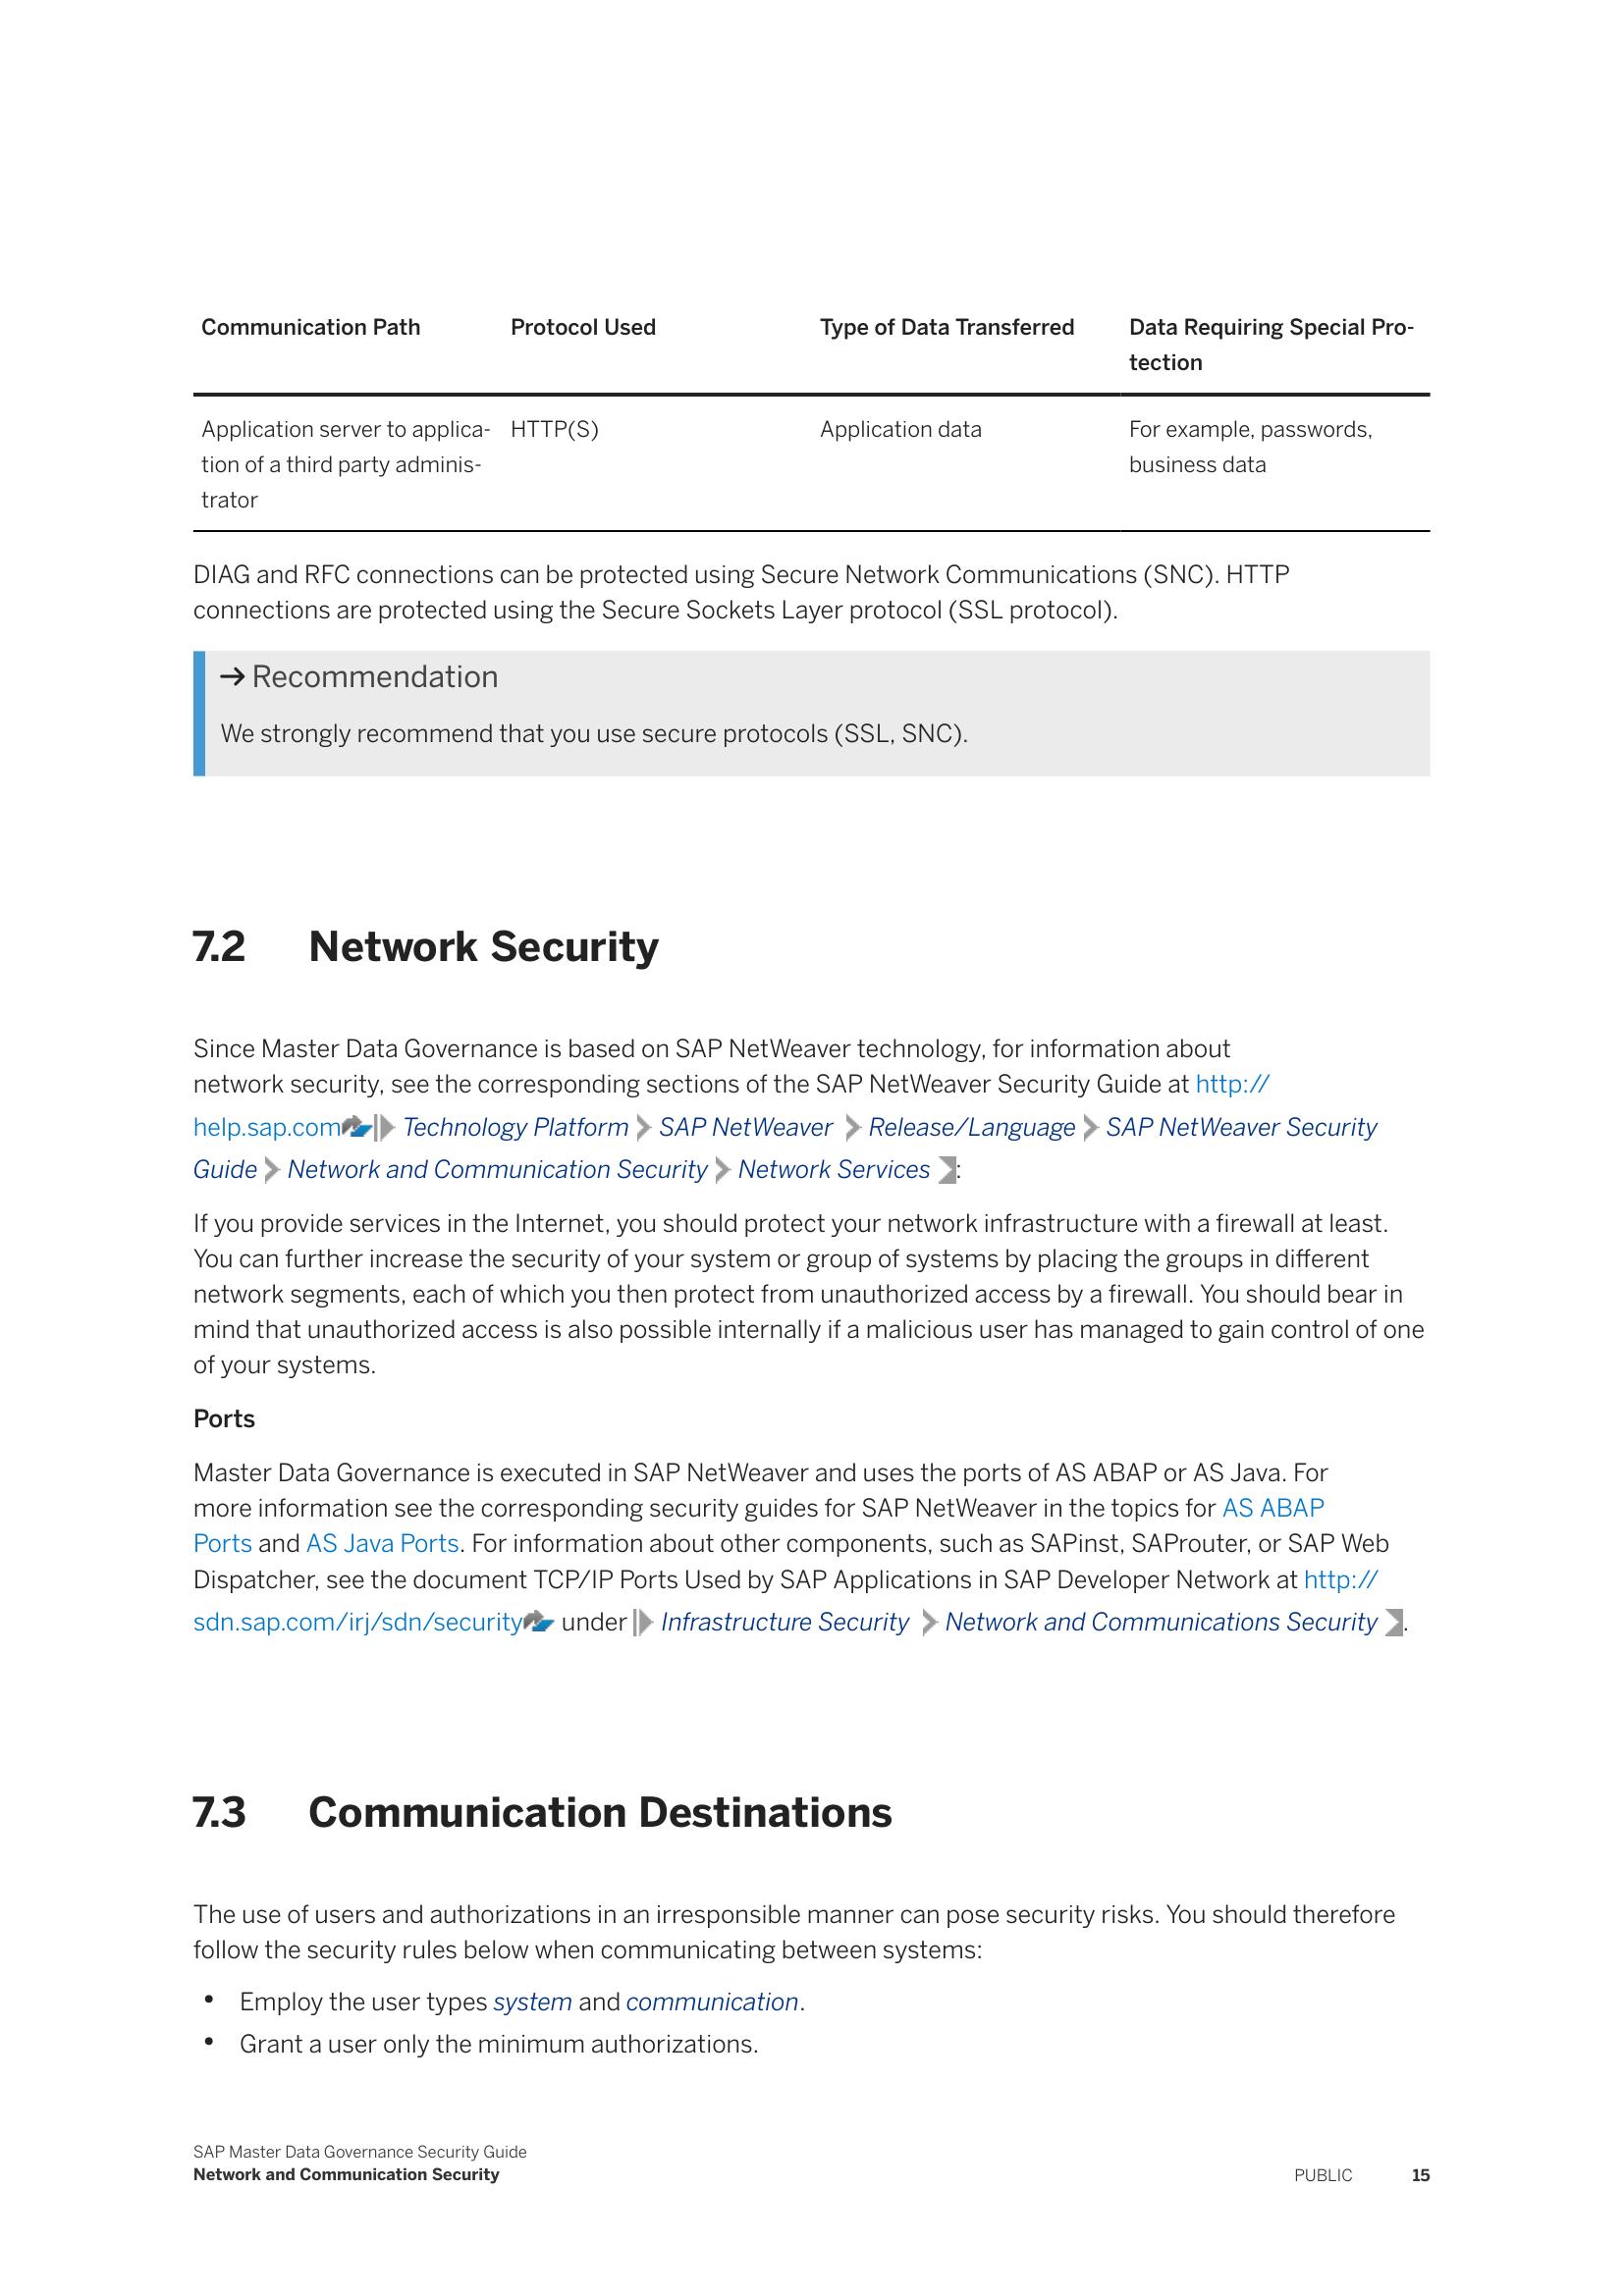 Communication Path Protocol Used Type of Data Transferred Data Requiring Special Pro-
tection
Application server to applica- HTTP(S) Application data For example, passwords,
tion of a third party adminis- business data
trator
DIAG and RFC connections can be protected using Secure Network Communications (SNC). HTTP
connections are protected using the Secure Sockets Layer protocol (SSL protocol).
→ Recommendation
We strongly recommend that you use secure protocols (SSL, SNC).
7.2 Network Security
Since Master Data Governance is based on SAP NetWeaver technology, for information about
network security, see the corresponding sections of the SAP NetWeaver Security Guide at http://
help.sap.com Technology Platform SAP NetWeaver Release/Language SAP NetWeaver Security
Guide Network and Communication Security Network Services :
If you provide services in the Internet, you should protect your network infrastructure with a firewall at least.
You can further increase the security of your system or group of systems by placing the groups in different
network segments, each of which you then protect from unauthorized access by a firewall. You should bear in
mind that unauthorized access is also possible internally if a malicious user has managed to gain control of one
of your systems.
Ports
Master Data Governance is executed in SAP NetWeaver and uses the ports of AS ABAP or AS Java. For
more information see the corresponding security guides for SAP NetWeaver in the topics for AS ABAP
Ports and AS Java Ports. For information about other components, such as SAPinst, SAProuter, or SAP Web
Dispatcher, see the document TCP/IP Ports Used by SAP Applications in SAP Developer Network at http://
sdn.sap.com/irj/sdn/security under Infrastructure Security Network and Communications Security .
7.3 Communication Destinations
The use of users and authorizations in an irresponsible manner can pose security risks. You should therefore
follow the security rules below when communicating between systems:
• Employ the user types system and communication.
• Grant a user only the minimum authorizations.
SAP Master Data Governance Security Guide
Network and Communication Security PUBLIC 15